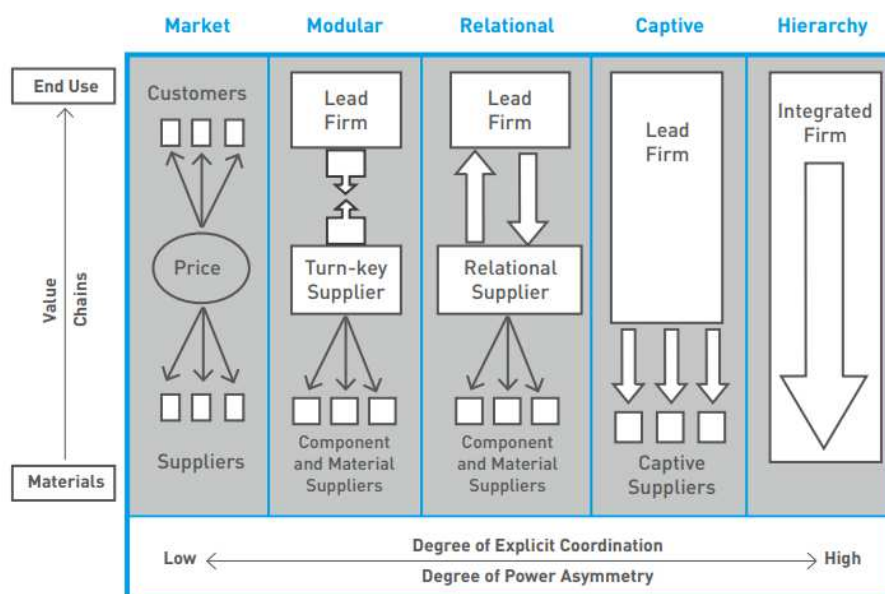 Market
Modular
Relational
Captive
Hierarchy
End Use
Value
Chains
Materials
Customers
Price
Suppliers
Lead
Firm
Turn-key
Supplier
Component
and Material
Suppliers
Lead
Firm
Relational
Supplier
Component
and Material
Suppliers
Lead
Firm
Captive
Suppliers
Integrated
Firm
Low
Degree of Explicit Coordination
Degree of Power Asymmetry
High